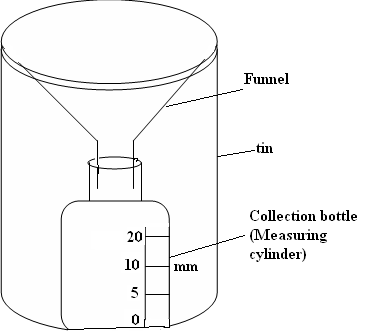 Funnel
tin
Collection bottle
(Measuring
cylinder)
20
10
mm
5
0